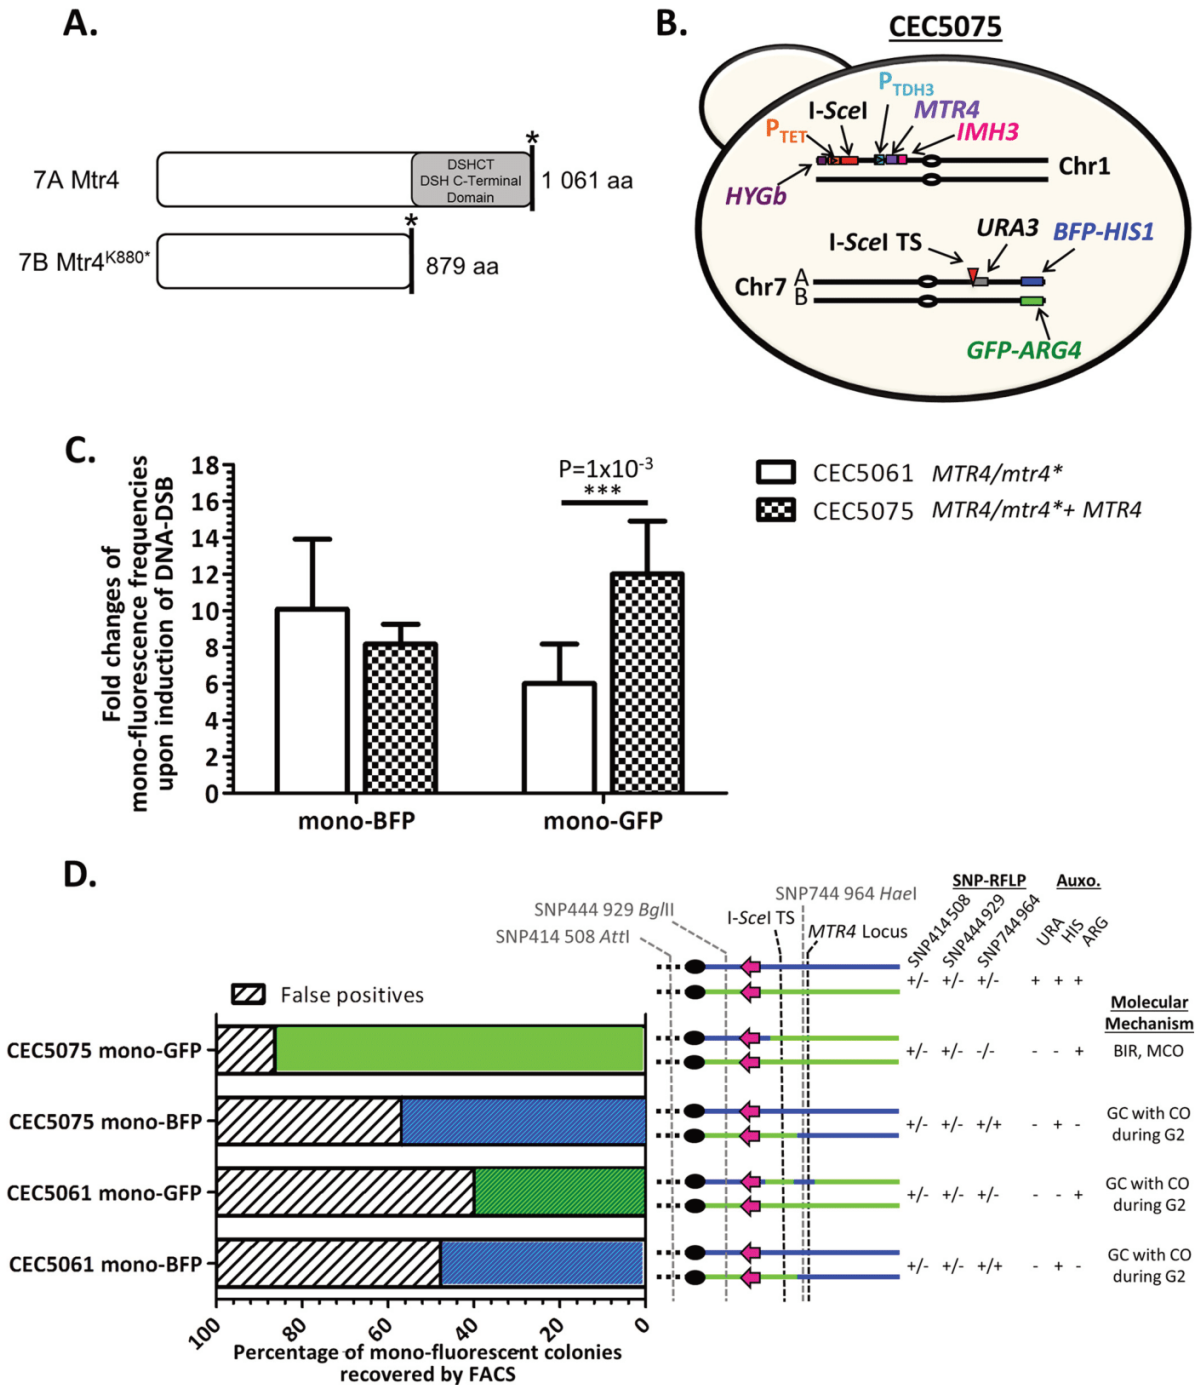 A.
7A Mtr4
DSHCT
DSH C-Terminal
Domain
*
1 061 aa
7B Mtr4K880*
*
879 aa
B.
CEC5075
PTDH3
I-SceI
MTR4
PTET
IMH3
Chr1
HYGb
URA3
BFP-HIS1
I-SceI TS
Chr7
A
B
GFP-ARG4
C.
Fold changes of
mono-fluorescence frequencies
upon induction of DNA-DSB
18
16
14
12
10
8
6
4
2
0
P=1x10-3
***
mono-BFP
mono-GFP
CEC5061 MTR4/mtr4*
CEC5075 MTR4/mtr4*+ MTR4
D.
SNP-RFLP
Auxo.
SNP744 964 HaeI
SNP444 929 BglII
I-SceI TS
SNP414 508 AttI
MTR4 Locus
SNP414 508
SNP444 929
SNP744 964
URA
HIS
ARG
+/- +/- +/- + + +
False positives
Molecular
Mechanism
CEC5075 mono-GFP
+/- +/- -/- - - +
BIR, MCO
CEC5075 mono-BFP
+/- +/- +/+ - + -
GC with CO
during G2
CEC5061 mono-GFP
+/- +/- +/- - - +
GC with CO
during G2
CEC5061 mono-BFP
+/- +/- +/+ - + -
GC with CO
during G2
100
80
60
40
20
0
Percentage of mono-fluorescent colonies
recovered by FACS